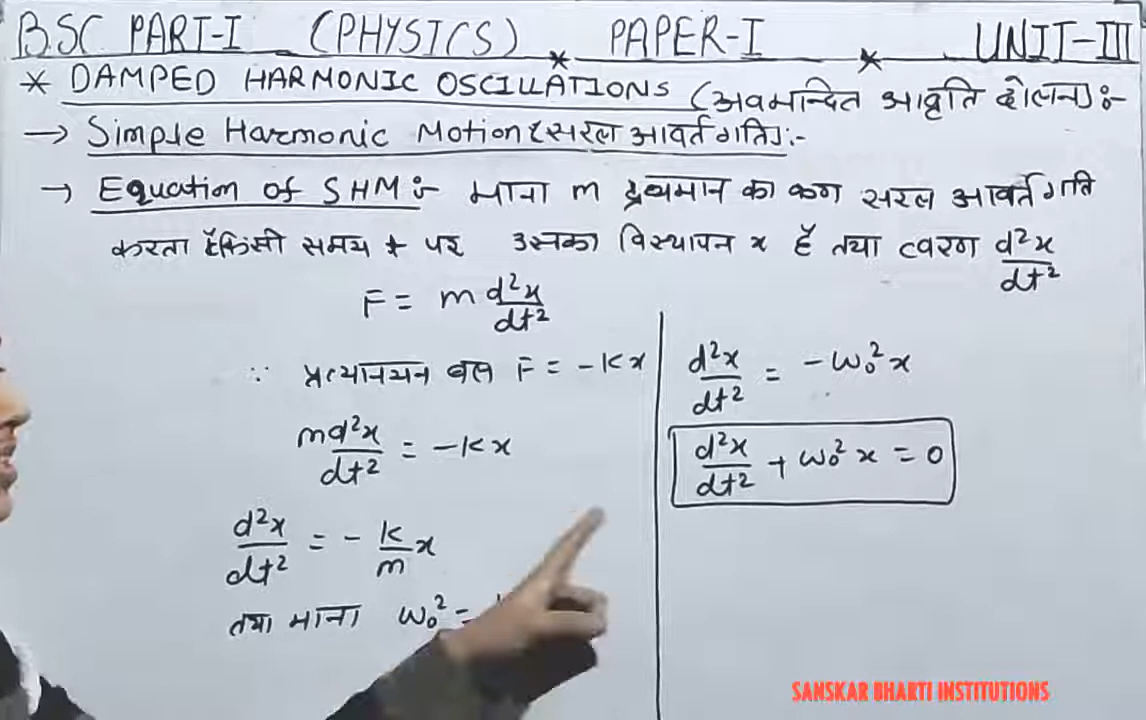 BSC PART-I (PHYSICS) * PAPER-I * UNIT-III
* DAMPED HARMONIC OSCILLATIONS (अवमन्दित आवृति दोलन):-
→ Simple Harmonic Motion (सरल आवर्त गति):-
→ Equation of SHM:- माना m द्रव्यमान का कण सरल आवर्त गति
करता है किसी समय t पर उसका विस्थापन x है तथा त्वरण d²x/dt²
F = m d²x/dt²
∵ प्रत्यानयन बल F = -kx
m d²x/dt² = -kx
d²x/dt² = - k/m x
तथा माना ω₀² =
d²x/dt² = -ω₀² x
d²x/dt² + ω₀² x = 0
SANSKAR BHARTI INSTITUTIONS